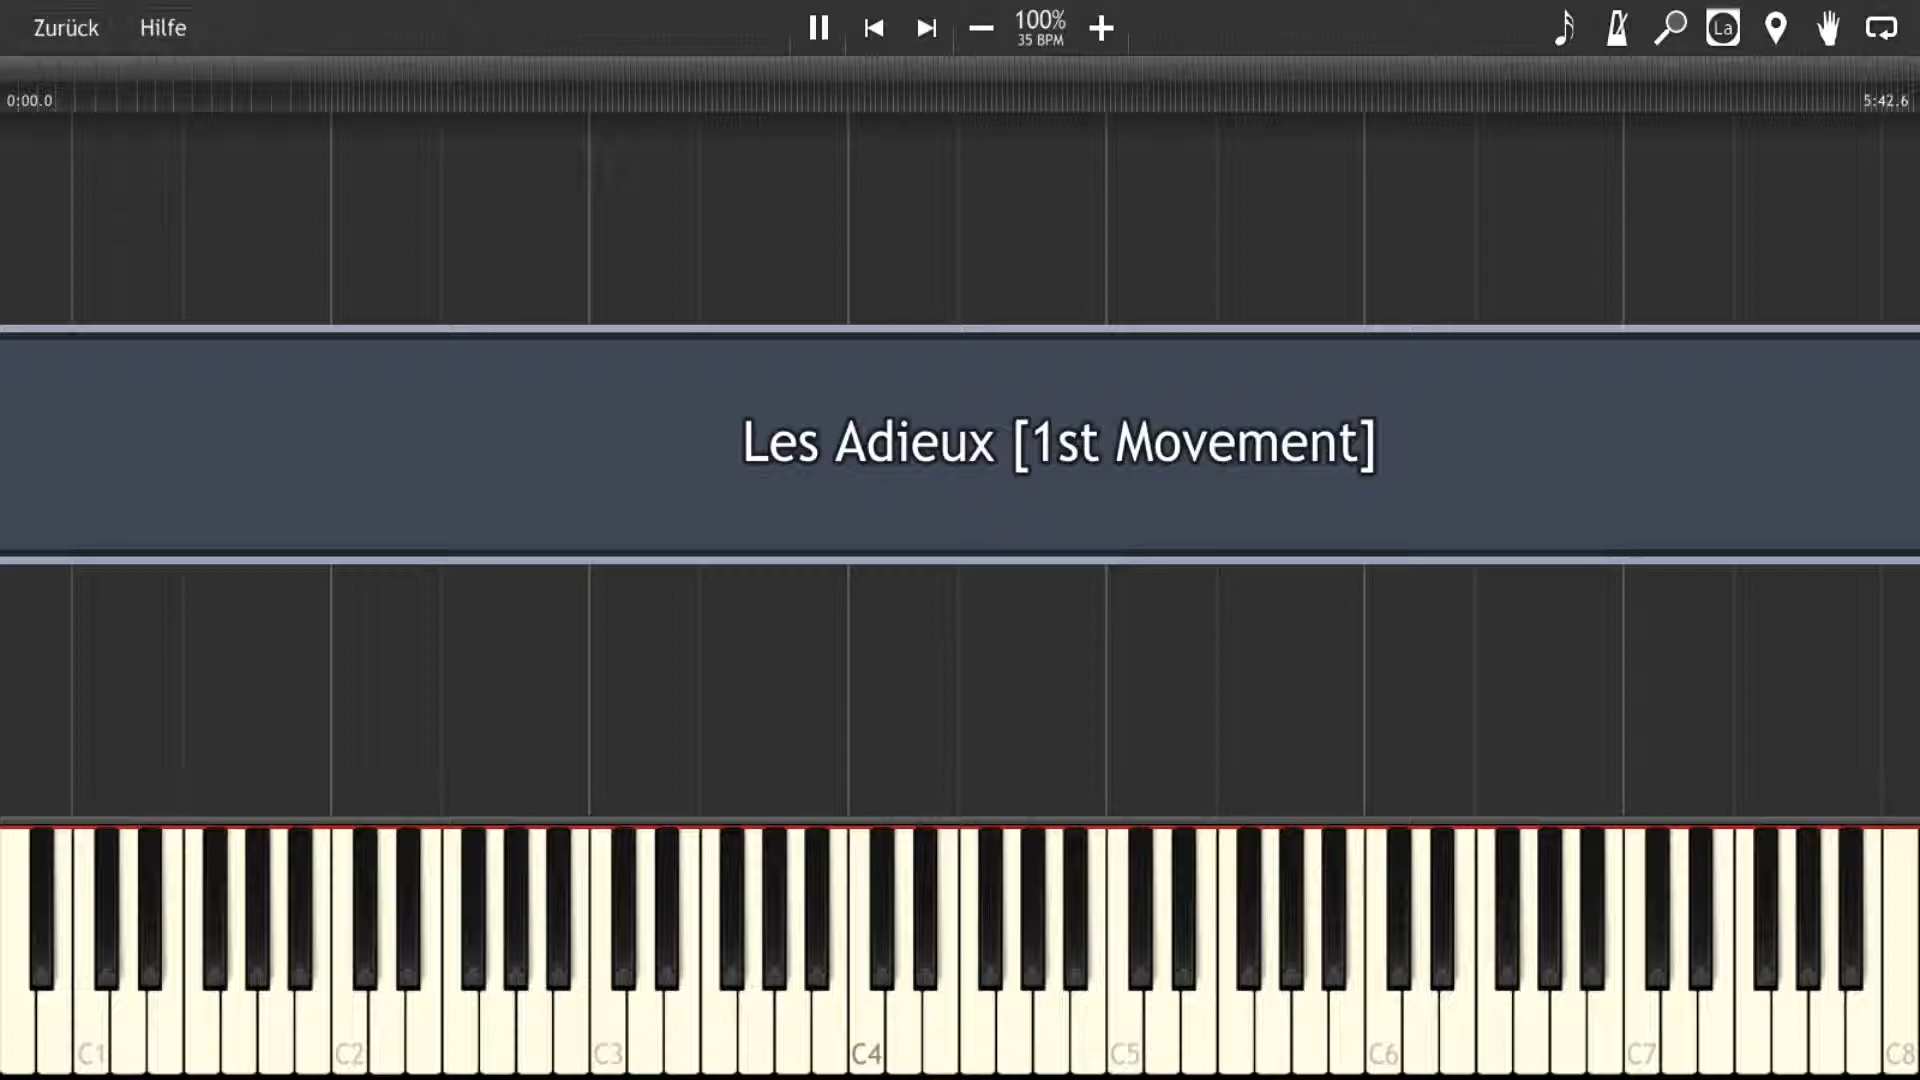 Zurück Hilfe
100%
35 BPM
La
0:00.0 5:42.6
Les Adieux [1st Movement]
C1 C2 C3 C4 C5 C6 C7 C8